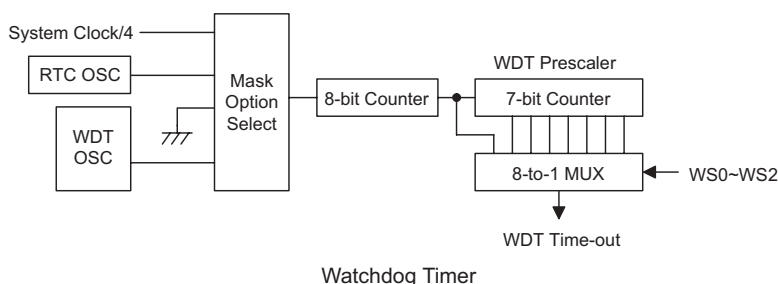 System Clock/4
RTC OSC
WDT
OSC
Mask
Option
Select
8-bit Counter
WDT Prescaler
7-bit Counter
8-to-1 MUX
WS0~WS2
WDT Time-out
Watchdog Timer